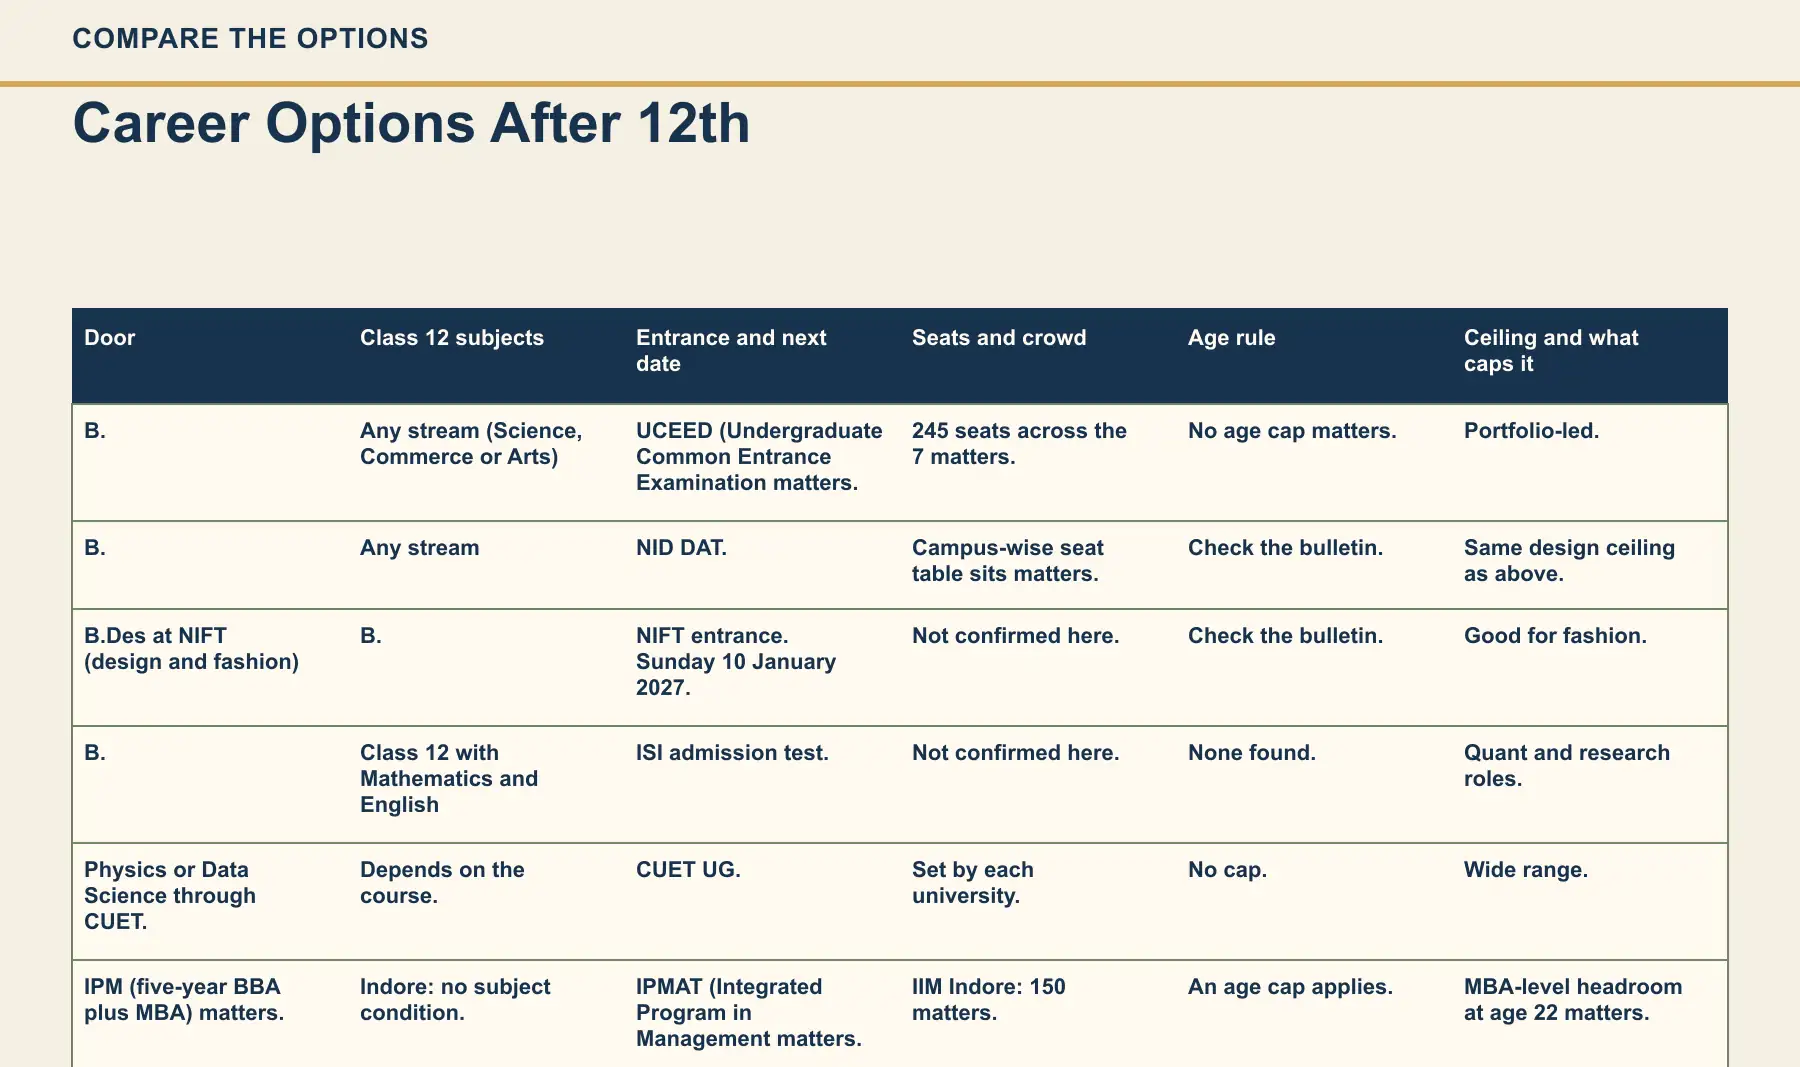 COMPARE THE OPTIONS
Career Options After 12th
Door
Class 12 subjects
Entrance and next
date
Seats and crowd
Age rule
Ceiling and what
caps it
B.
Any stream (Science,
Commerce or Arts)
UCEED (Undergraduate
Common Entrance
Examination matters.
245 seats across the
7 matters.
No age cap matters.
Portfolio-led.
B.
Any stream
NID DAT.
Campus-wise seat
table sits matters.
Check the bulletin.
Same design ceiling
as above.
B.Des at NIFT
(design and fashion)
B.
NIFT entrance.
Sunday 10 January
2027.
Not confirmed here.
Check the bulletin.
Good for fashion.
B.
Class 12 with
Mathematics and
English
ISI admission test.
Not confirmed here.
None found.
Quant and research
roles.
Physics or Data
Science through
CUET.
Depends on the
course.
CUET UG.
Set by each
university.
No cap.
Wide range.
IPM (five-year BBA
plus MBA) matters.
Indore: no subject
condition.
IPMAT (Integrated
Program in
Management matters.
IIM Indore: 150
matters.
An age cap applies.
MBA-level headroom
at age 22 matters.